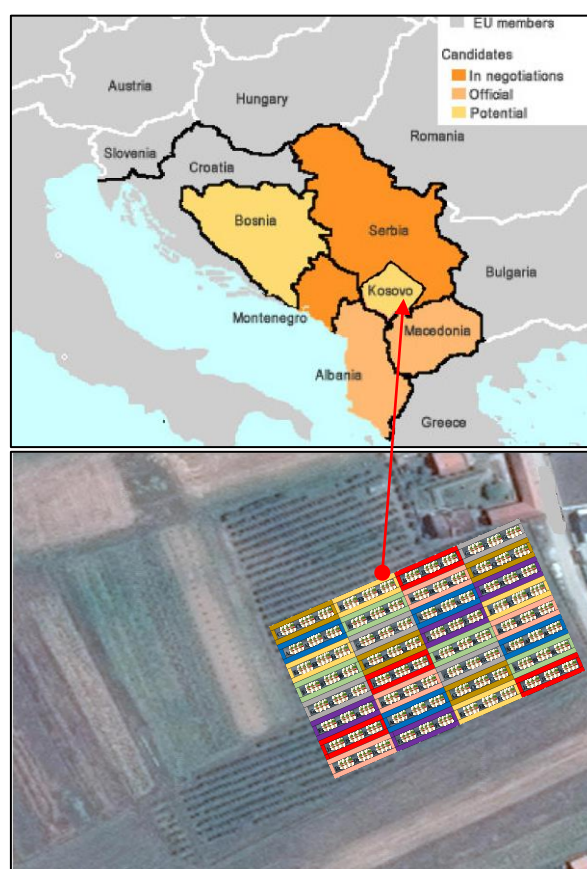 EU members
Candidates
In negotiations
Official
Potential
Austria
Hungary
Romania
Slovenia
Croatia
Bosnia
Serbia
Bulgaria
Kosovo
Montenegro
Macedonia
Albania
Greece